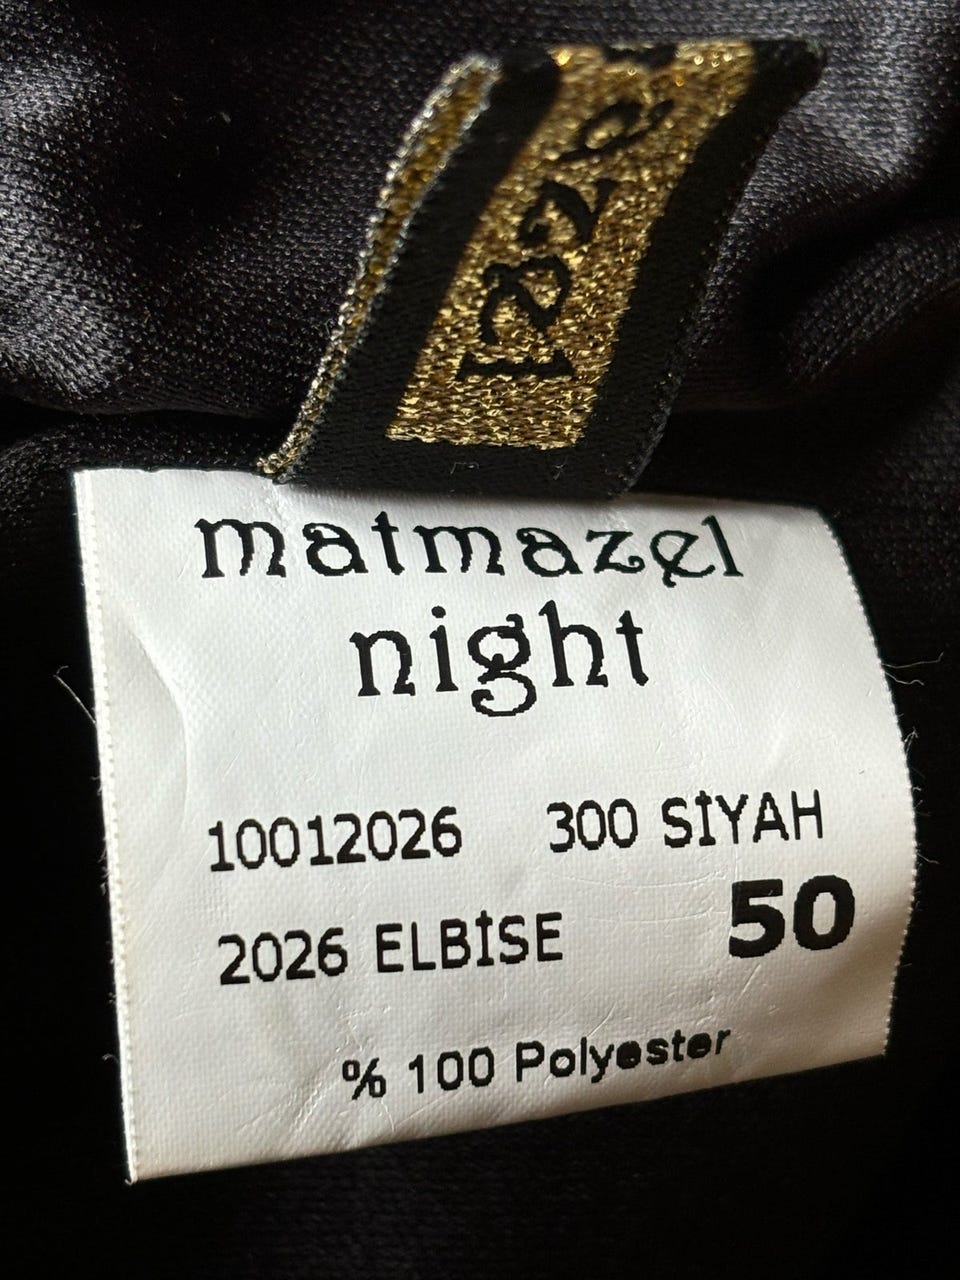 matmazel
night
10012026 300 SİYAH
2026 ELBİSE 50
% 100 Polyester